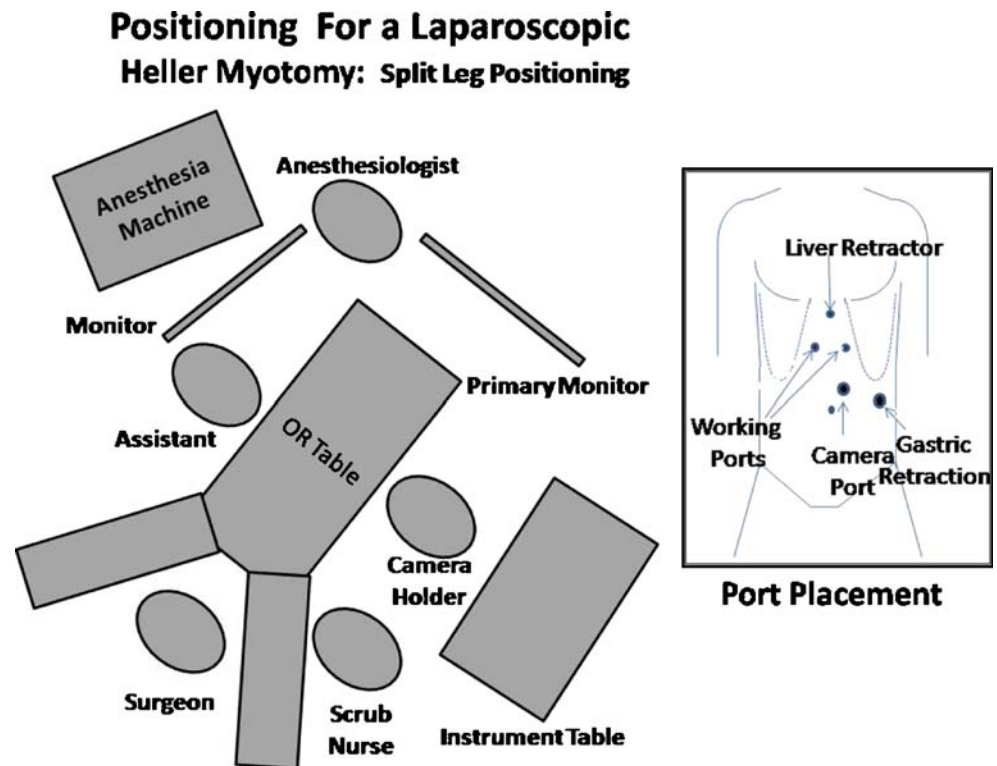 Positioning For a Laparoscopic
Heller Myotomy: Split Leg Positioning
Anesthesia
Machine
Anesthesiologist
Monitor
Primary Monitor
Assistant
OR Table
Camera
Holder
Surgeon
Scrub
Nurse
Instrument Table
Liver Retractor
Working
Ports
Camera
Port
Gastric
Retraction
Port Placement